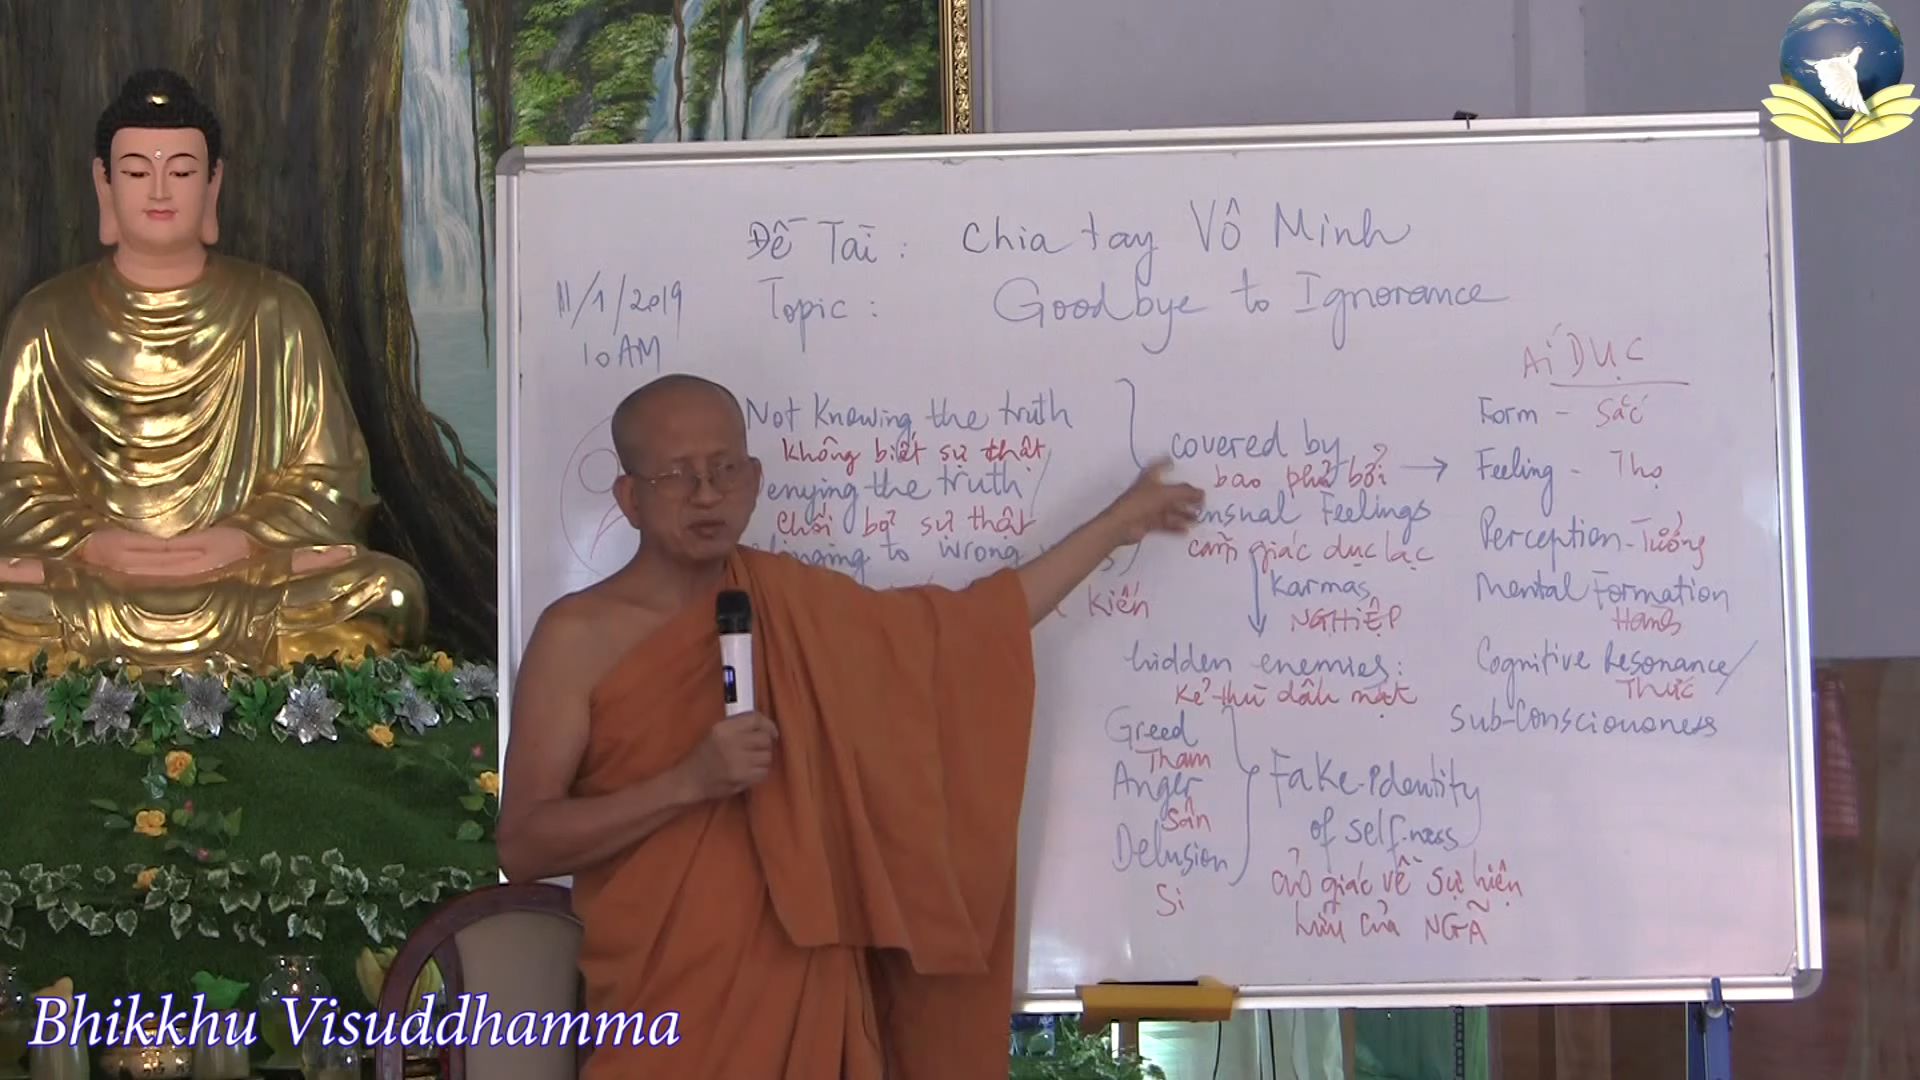 Đề Tài : Chia tay Vô Minh
11/1/2019
Topic : Goodbye to Ignorance
10 AM
ÁI DỤC
Not Knowing the truth
không biết sự thật
enying the truth
chối bỏ sự thật
to wrong
kiến
covered by
bao phủ bởi
ensual Feelings
cảm giác dục lạc
Karmas
NGHIỆP
hidden enemies:
kẻ thù dấu mặt
Greed
Tham
Anger
Sân
Delusion
Si
Fake-Identity
of self-ness
ảo giác về sự hiện
hữu của NGÃ
Form - Sắc
Feeling - Thọ
Perception - Tưởng
Mental Formation
Hành
Cognitive Resonance/
Thức
Sub-Consciousness
Bhikkhu Visuddhamma